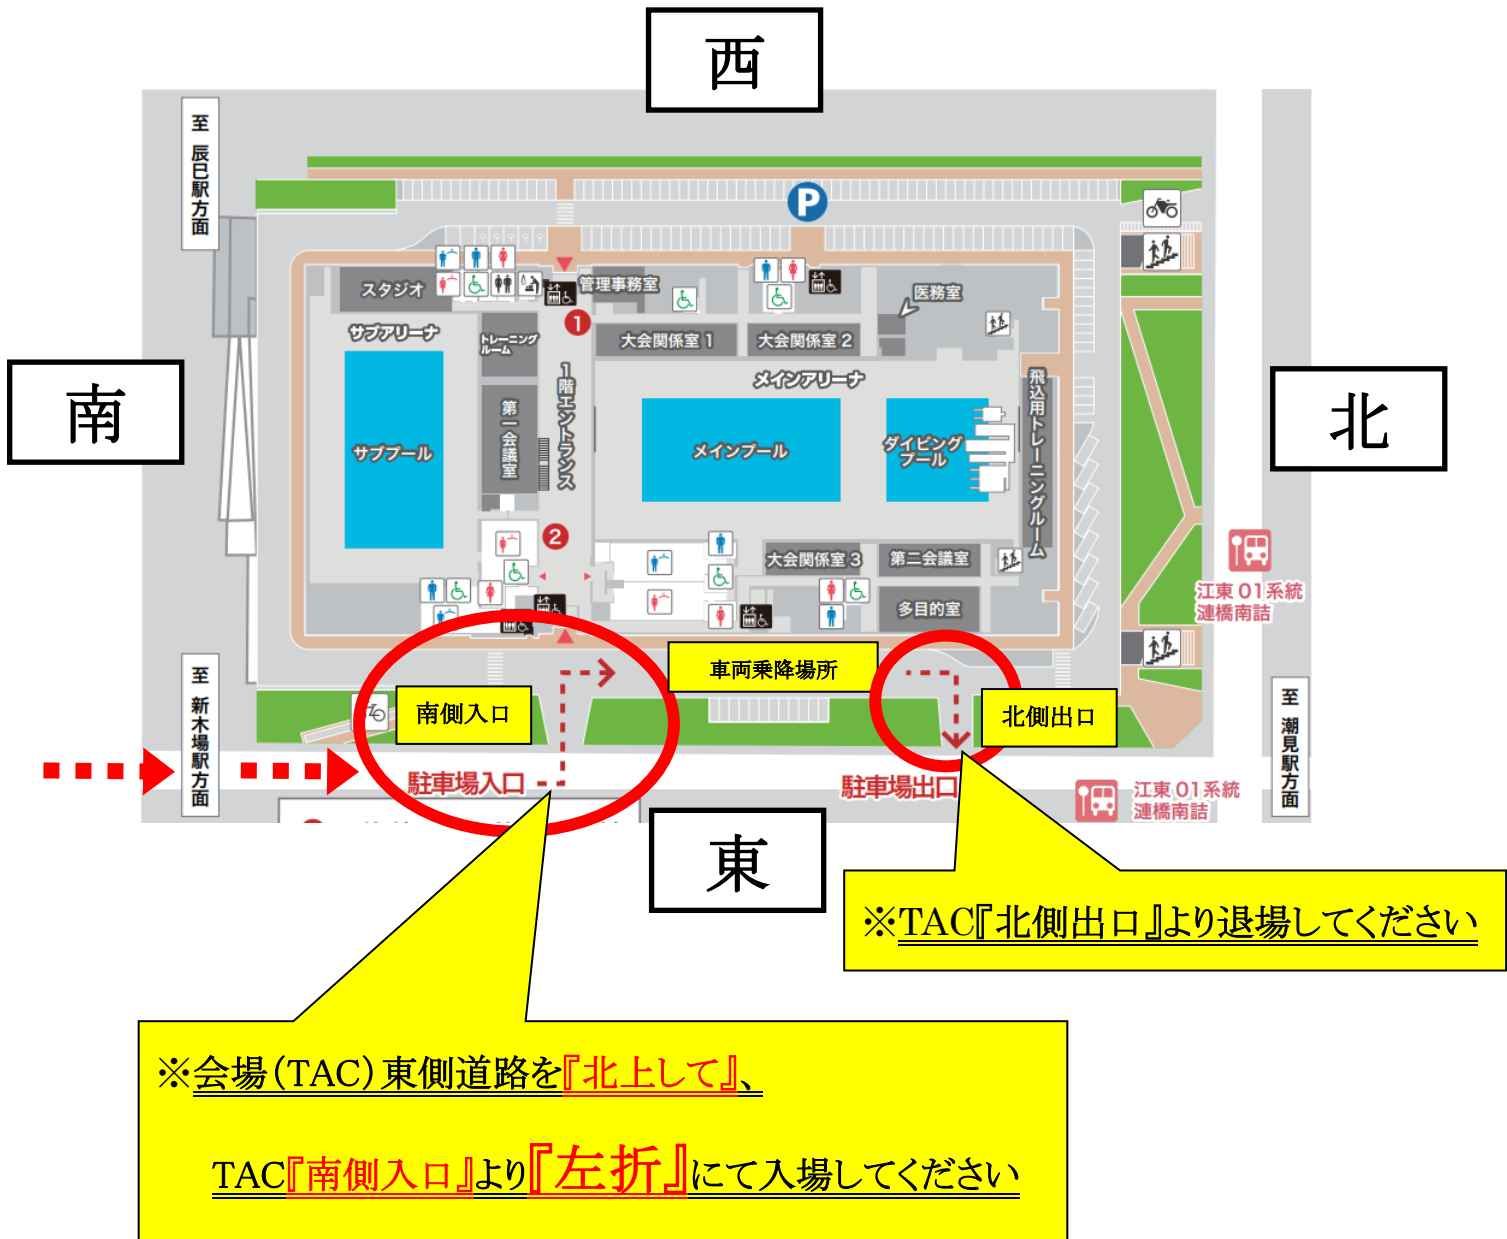 西
至 辰巳駅方面
P
スタジオ
管理事務室
医務室
サブアリーナ
トレーニング
ルーム
1
大会関係室 1
大会関係室 2
メインアリーナ
1階エントランス
飛込用トレーニングルーム
南
北
第一会議室
サブプール
メインプール
ダイビング
プール
2
大会関係室 3
第二会議室
多目的室
江東 01系統
漣橋南詰
車両乗降場所
至 新木場駅方面
南側入口
北側出口
至 潮見駅方面
駐車場入口
駐車場出口
江東 01系統
漣橋南詰
東
※TAC『北側出口』より退場してください
※会場（TAC）東側道路を『北上して』、
TAC『南側入口』より『左折』にて入場してください